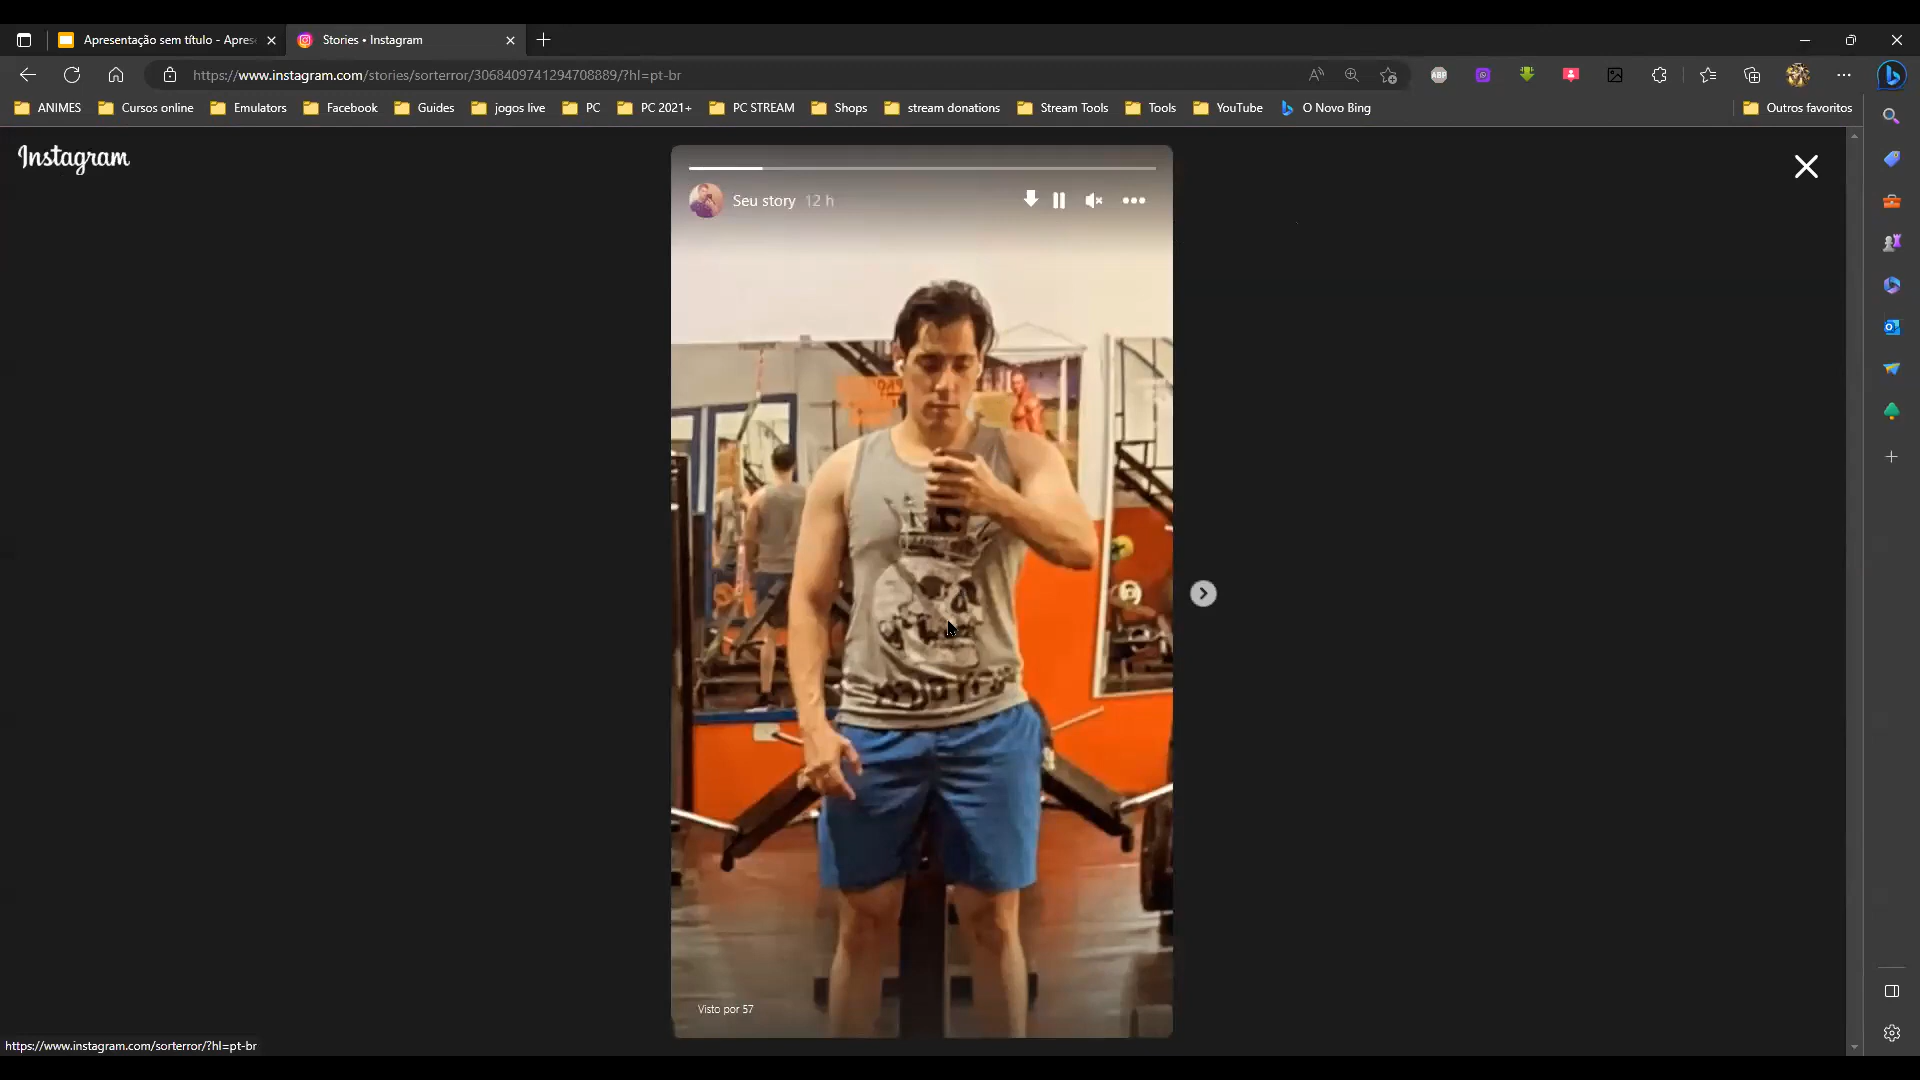 Apresentação sem título - Apres
Stories • Instagram
https://www.instagram.com/stories/sorterror/3068409741294708889/?hl=pt-br
ABP
ANIMES
Cursos online
Emulators
Facebook
Guides
jogos live
PC
PC 2021+
PC STREAM
Shops
stream donations
Stream Tools
Tools
YouTube
O Novo Bing
Outros favoritos
Instagram
Seu story 12 h
Visto por 57
https://www.instagram.com/sorterror/?hl=pt-br